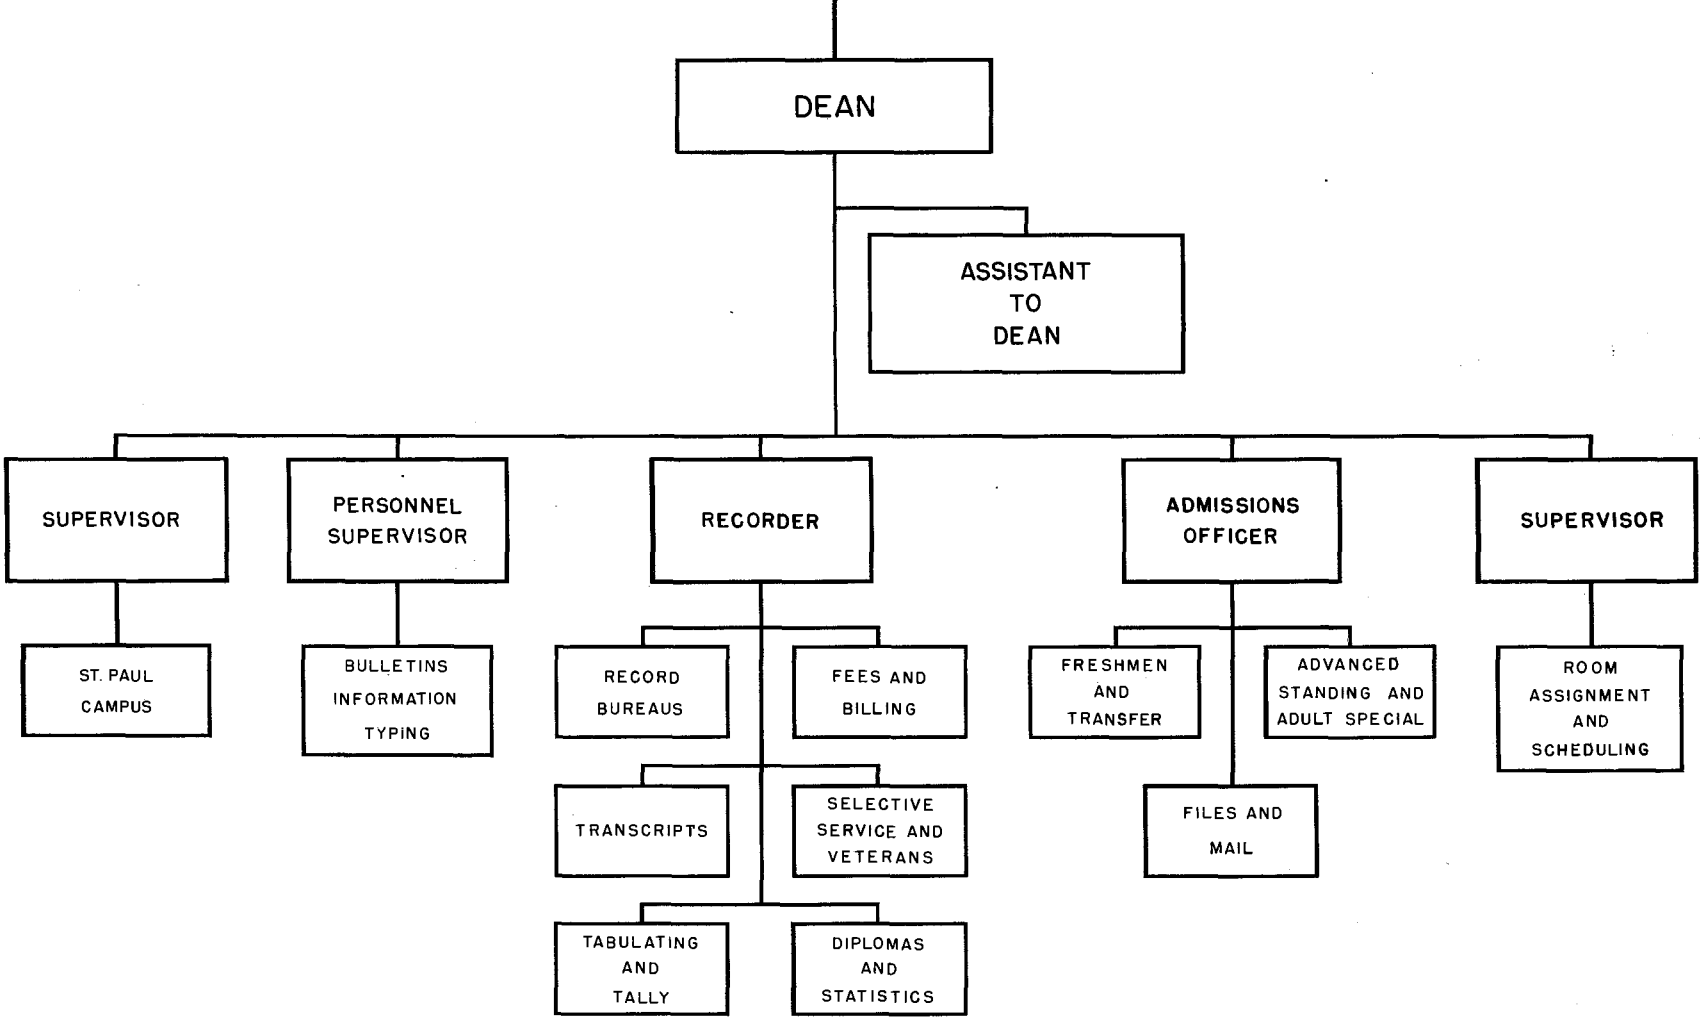 DEAN
ASSISTANT
TO
DEAN
SUPERVISOR
PERSONNEL
SUPERVISOR
RECORDER
ADMISSIONS
OFFICER
SUPERVISOR
ST. PAUL
CAMPUS
BULLETINS
INFORMATION
TYPING
RECORD
BUREAUS
FEES AND
BILLING
FRESHMEN
AND
TRANSFER
ADVANCED
STANDING AND
ADULT SPECIAL
ROOM
ASSIGNMENT
AND
SCHEDULING
TRANSCRIPTS
SELECTIVE
SERVICE AND
VETERANS
FILES AND
MAIL
TABULATING
AND
TALLY
DIPLOMAS
AND
STATISTICS